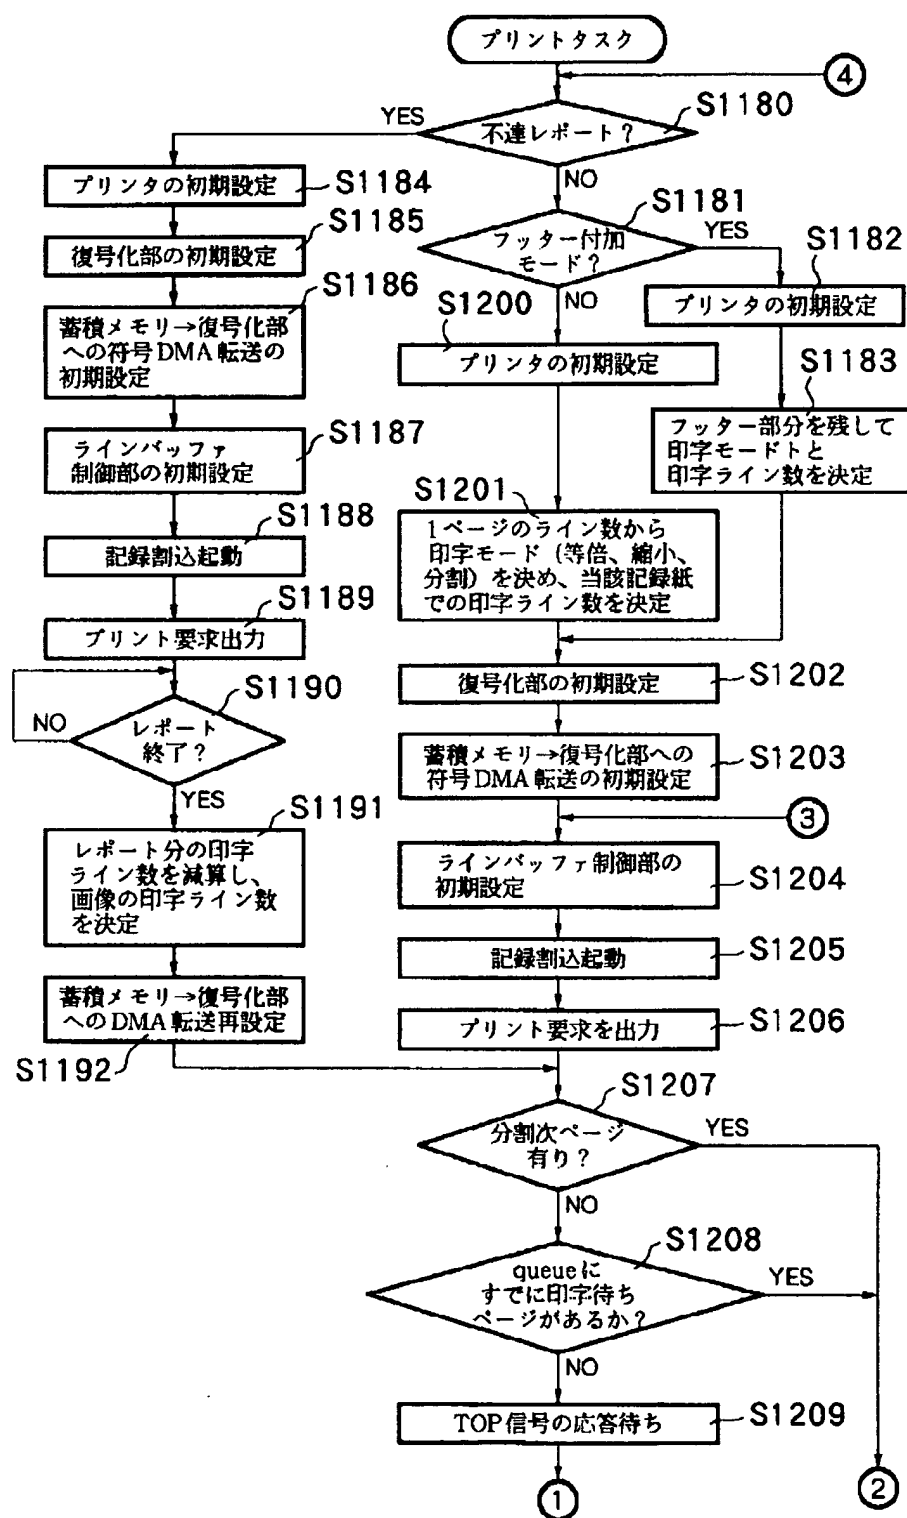 プリントタスク
④
S1180
YES
不達レポート？
NO
プリンタの初期設定
S1184
S1181
フッター付加
モード？
YES
NO
S1185
復号化部の初期設定
S1182
プリンタの初期設定
S1186
蓄積メモリ→復号化部
への符号DMA転送の
初期設定
S1200
プリンタの初期設定
S1183
フッター部分を残して
印字モードトと
印字ライン数を決定
S1187
ラインバッファ
制御部の初期設定
S1201
1ページのライン数から
印字モード（等倍、縮小、
分割）を決め、当該記録紙
での印字ライン数を決定
S1188
記録割込起動
S1189
プリント要求出力
S1190
NO
レポート
終了？
YES
S1202
復号化部の初期設定
S1203
蓄積メモリ→復号化部への
符号DMA転送の初期設定
③
S1191
レポート分の印字
ライン数を減算し、
画像の印字ライン数
を決定
ラインバッファ制御部の
初期設定
S1204
記録割込起動
S1205
蓄積メモリ→復号化部
へのDMA転送再設定
S1192
プリント要求を出力
S1206
S1207
分割次ページ
有り？
YES
NO
S1208
queueに
すでに印字待ち
ページがあるか？
YES
NO
TOP信号の応答待ち
S1209
①
②